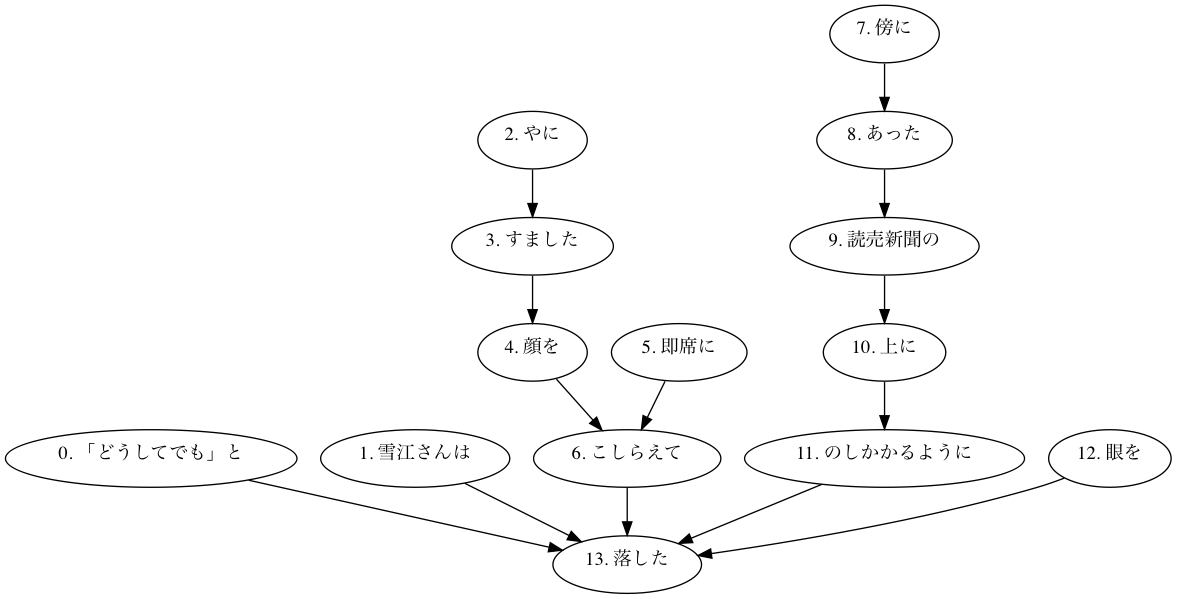 7. 傍に
2. やに
8. あった
3. すました
9. 読売新聞の
4. 顔を
5. 即席に
10. 上に
0. 「どうしてでも」と
1. 雪江さんは
6. こしらえて
11. のしかかるように
12. 眼を
13. 落した